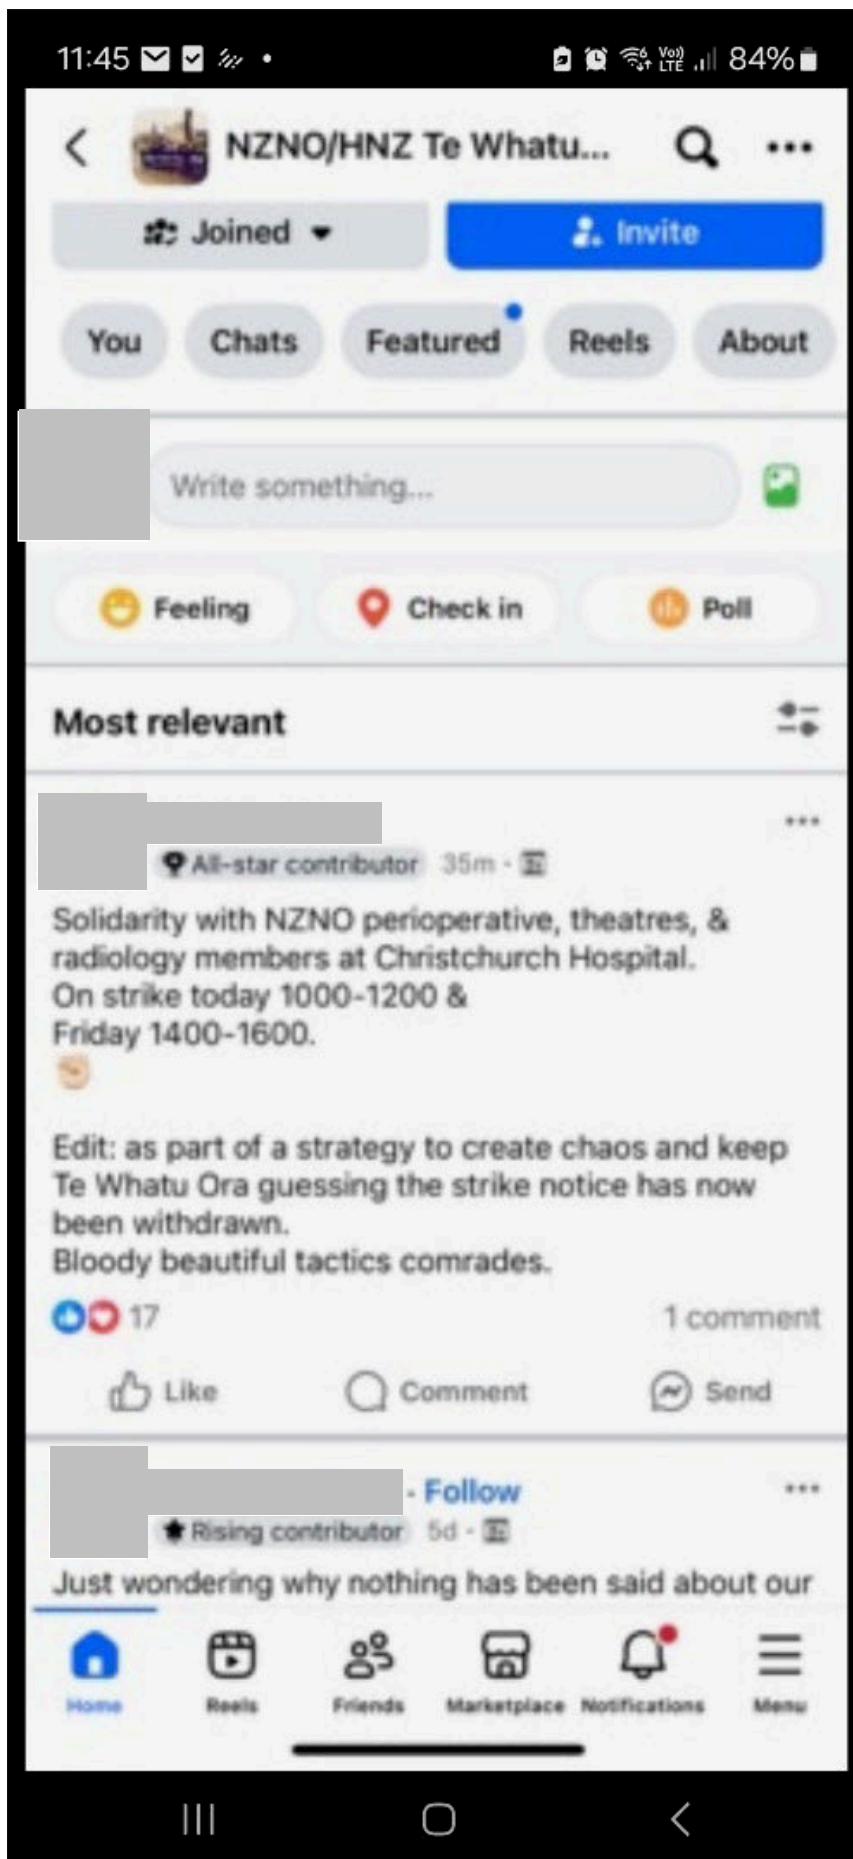 11:45
Vo)) LTE
84%
NZNO/HNZ Te Whatu...
Joined
Invite
You
Chats
Featured
Reels
About
Write something...
Feeling
Check in
Poll
Most relevant
All-star contributor 35m ·
Solidarity with NZNO perioperative, theatres, &
radiology members at Christchurch Hospital.
On strike today 1000-1200 &
Friday 1400-1600.
Edit: as part of a strategy to create chaos and keep
Te Whatu Ora guessing the strike notice has now
been withdrawn.
Bloody beautiful tactics comrades.
17
1 comment
Like
Comment
Send
· Follow
Rising contributor 5d ·
Just wondering why nothing has been said about our
Home
Reels
Friends
Marketplace
Notifications
Menu